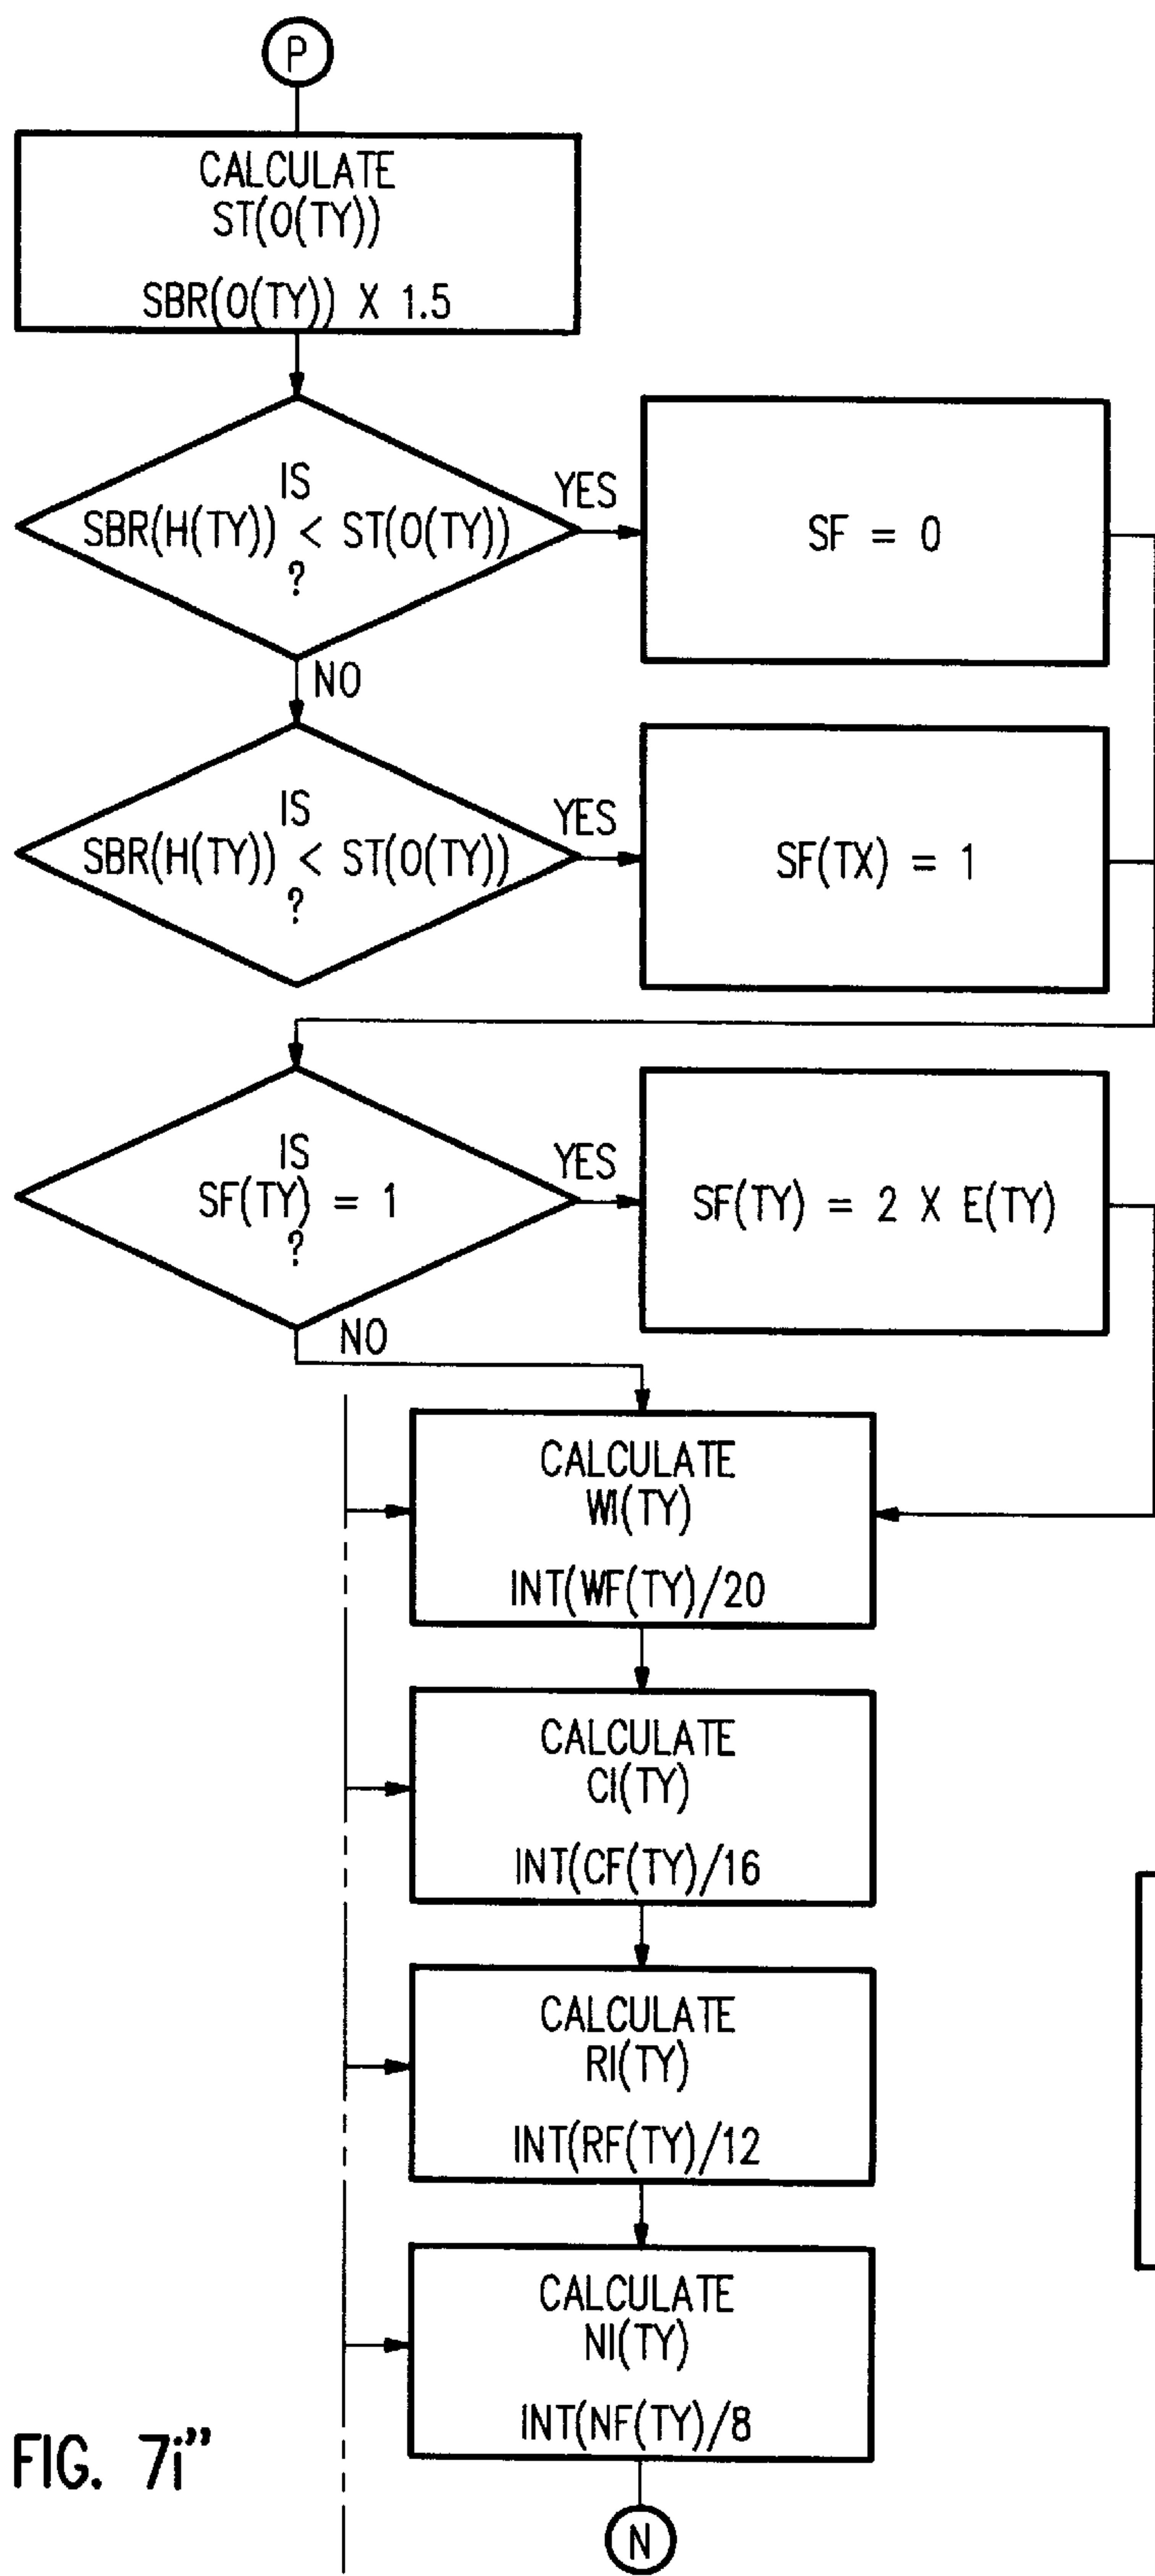 P
CALCULATE
ST(O(TY))
SBR(O(TY)) X 1.5
IS
SBR(H(TY)) < ST(O(TY))
?
YES
SF = 0
NO
IS
SBR(H(TY)) < ST(O(TY))
?
YES
SF(TX) = 1
IS
SF(TY) = 1
?
YES
SF(TY) = 2 X E(TY)
NO
CALCULATE
WI(TY)
INT(WF(TY)/20
CALCULATE
CI(TY)
INT(CF(TY)/16
CALCULATE
RI(TY)
INT(RF(TY)/12
CALCULATE
NI(TY)
INT(NF(TY)/8
N
FIG. 7i”